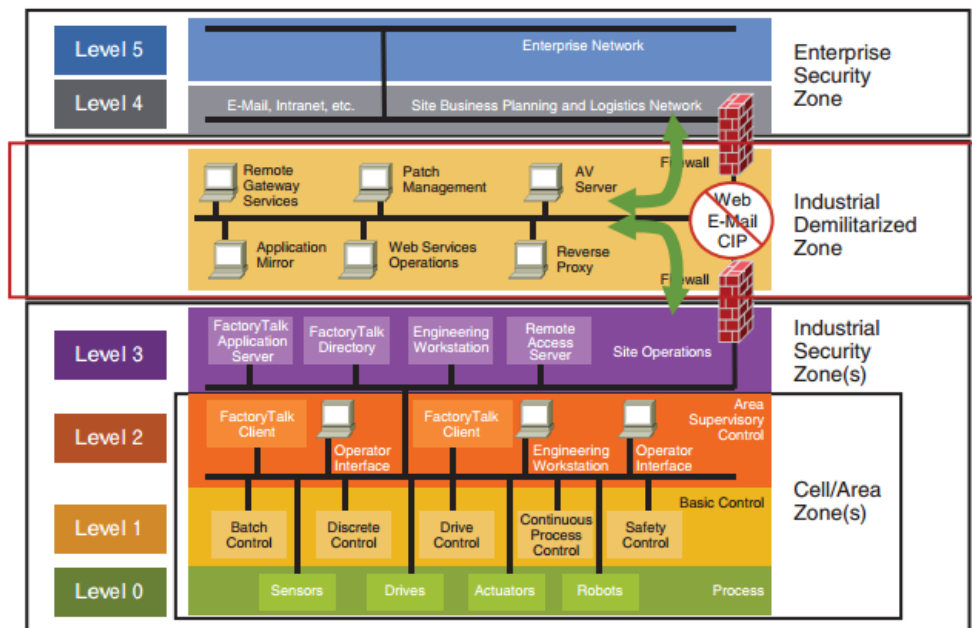 Level 5
Enterprise Network
Enterprise
Security
Zone
Level 4
E-Mail, Intranet, etc.
Site Business Planning and Logistics Network
Remote
Gateway
Services
Patch
Management
AV
Server
Firewall
Web
E-Mail
CIP
Application
Mirror
Web Services
Operations
Reverse
Proxy
Firewall
Industrial
Demilitarized
Zone
Level 3
FactoryTalk
Application
Server
FactoryTalk
Directory
Engineering
Workstation
Remote
Access
Server
Site Operations
Industrial
Security
Zone(s)
Level 2
FactoryTalk
Client
Operator
Interface
FactoryTalk
Client
Engineering
Workstation
Operator
Interface
Area
Supervisory
Control
Level 1
Batch
Control
Discrete
Control
Drive
Control
Continuous
Process
Control
Safety
Control
Basic Control
Cell/Area
Zone(s)
Level 0
Sensors
Drives
Actuators
Robots
Process